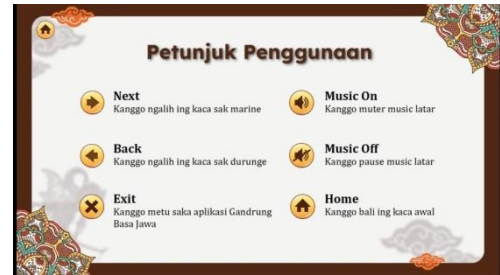 Petunjuk Penggunaan
Next
Kanggo ngalih ing kaca sak marine
Back
Kanggo ngalih ing kaca sak durunge
Exit
Kanggo metu saka aplikasi Gandrung
Basa Jawa
Music On
Kanggo muter music latar
Music Off
Kanggo pause music latar
Home
Kanggo bali ing kaca awal